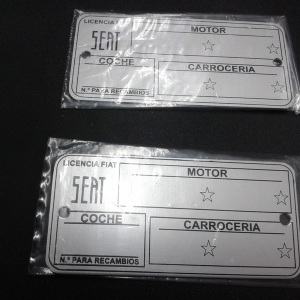 LICENCIA FIAT
MOTOR
SEAT
COCHE
CARROCERIA
N.º PARA RECAMBIOS
LICENCIA FIAT
MOTOR
SEAT
COCHE
CARROCERIA
N.º PARA RECAMBIOS